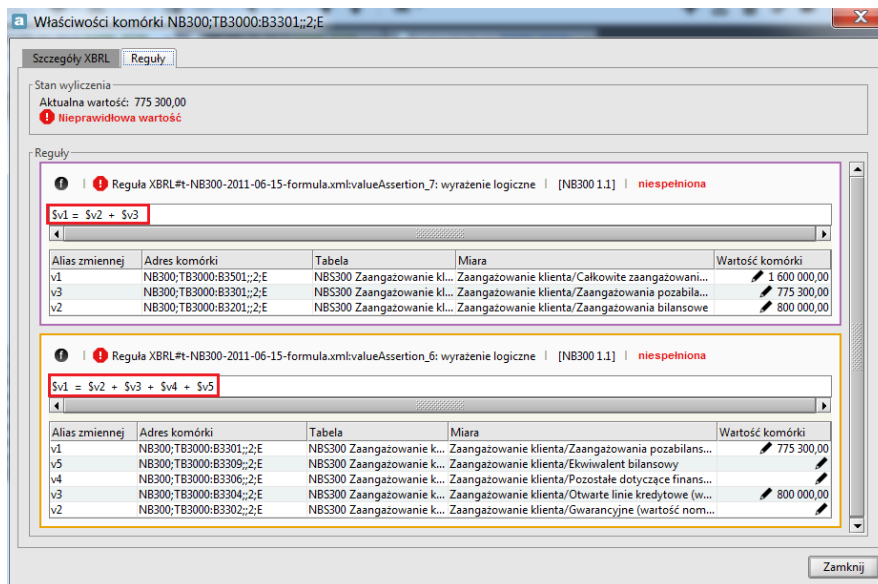 a Właściwości komórki NB300;TB3000:B3301;;2;E X
Szczegóły XBRL Reguły
Stan wyliczenia
Aktualna wartość: 775 300,00
! Nieprawidłowa wartość
Reguły
f | ! Reguła XBRL#t-NB300-2011-06-15-formula.xml:valueAssertion_7: wyrażenie logiczne | [NB300 1.1] | niespełniona
$v1 = $v2 + $v3
Alias zmiennej Adres komórki Tabela Miara Wartość komórki
v1 NB300;TB3000:B3501;;2;E NBS300 Zaangażowanie kl... Zaangażowanie klienta/Całkowite zaangażowani... 1 600 000,00
v3 NB300;TB3000:B3301;;2;E NBS300 Zaangażowanie kl... Zaangażowanie klienta/Zaangażowania pozabila... 775 300,00
v2 NB300;TB3000:B3201;;2;E NBS300 Zaangażowanie kl... Zaangażowanie klienta/Zaangażowania bilansowe 800 000,00
f | ! Reguła XBRL#t-NB300-2011-06-15-formula.xml:valueAssertion_6: wyrażenie logiczne | [NB300 1.1] | niespełniona
$v1 = $v2 + $v3 + $v4 + $v5
Alias zmiennej Adres komórki Tabela Miara Wartość komórki
v1 NB300;TB3000:B3301;;2;E NBS300 Zaangażowanie k... Zaangażowanie klienta/Zaangażowania pozabilans... 775 300,00
v5 NB300;TB3000:B3309;;2;E NBS300 Zaangażowanie k... Zaangażowanie klienta/Ekwiwalent bilansowy
v4 NB300;TB3000:B3306;;2;E NBS300 Zaangażowanie k... Zaangażowanie klienta/Pozostałe dotyczące finans...
v3 NB300;TB3000:B3304;;2;E NBS300 Zaangażowanie k... Zaangażowanie klienta/Otwarte linie kredytowe (w... 800 000,00
v2 NB300;TB3000:B3302;;2;E NBS300 Zaangażowanie k... Zaangażowanie klienta/Gwarancyjne (wartość nom...
Zamknij